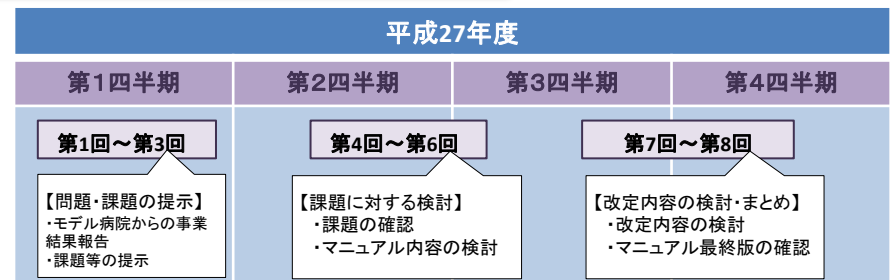 平成27年度
第1四半期
第2四半期
第3四半期
第4四半期
第1回～第3回
第4回～第6回
第7回～第8回
【問題・課題の提示】
・モデル病院からの事業
結果報告
・課題等の提示
【課題に対する検討】
・課題の確認
・マニュアル内容の検討
【改定内容の検討・まとめ】
・改定内容の検討
・マニュアル最終版の確認